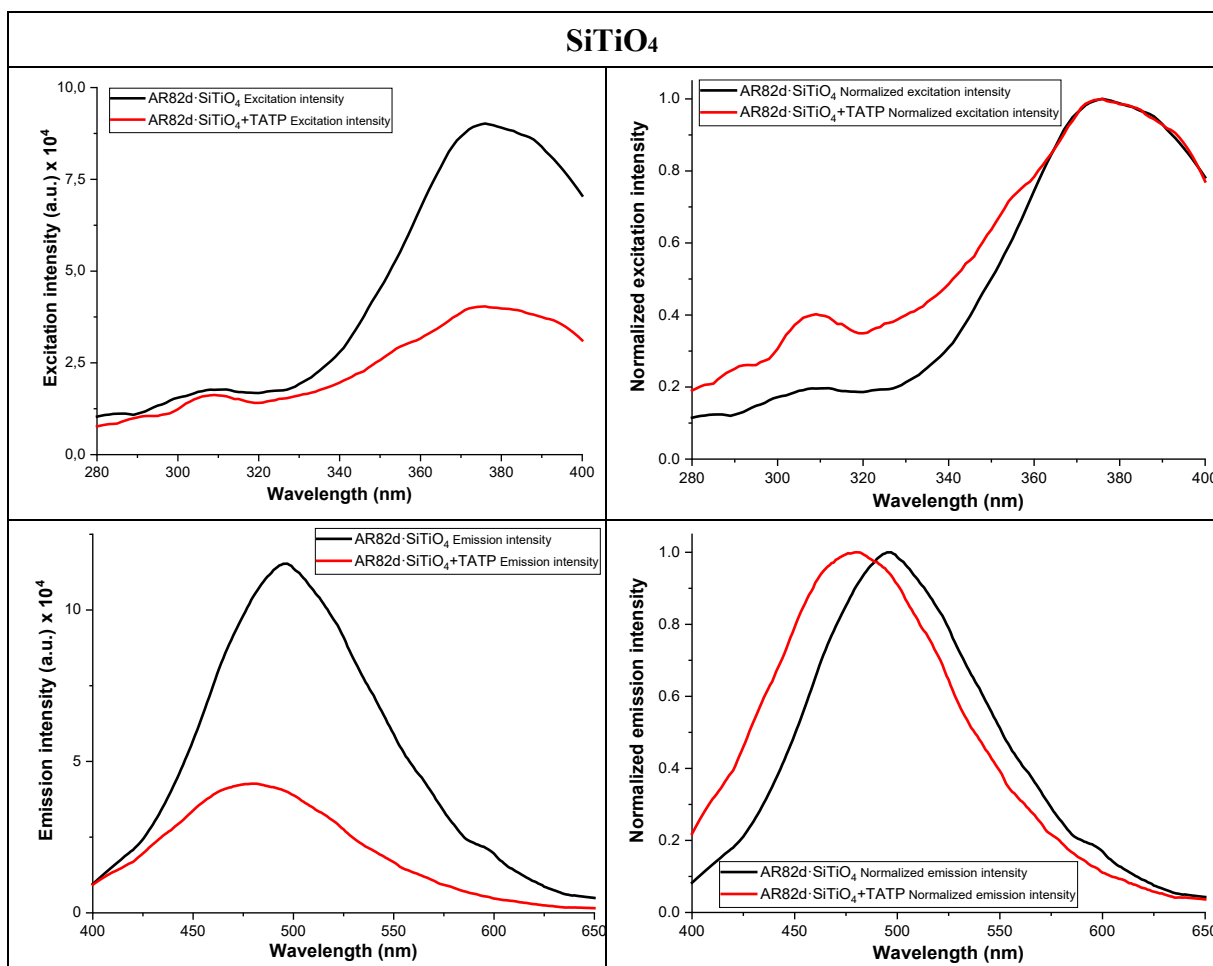 SiTiO₄
AR82d·SiTiO₄ Excitation intensity
AR82d·SiTiO₄+TATP Excitation intensity
Excitation intensity (a.u.) x 10⁴
10,0
7,5
5,0
2,5
0,0
280 300 320 340 360 380 400
Wavelength (nm)
AR82d·SiTiO₄ Normalized excitation intensity
AR82d·SiTiO₄+TATP Normalized excitation intensity
Normalized excitation intensity
1.0
0.8
0.6
0.4
0.2
0.0
280 300 320 340 360 380 400
Wavelength (nm)
AR82d·SiTiO₄ Emission intensity
AR82d·SiTiO₄+TATP Emission intensity
Emission intensity (a.u.) x 10⁴
10
5
0
400 450 500 550 600 650
Wavelength (nm)
Normalized emission intensity
1.0
0.8
0.6
0.4
0.2
0.0
AR82d·SiTiO₄ Normalized emission intensity
AR82d·SiTiO₄+TATP Normalized emission intensity
400 450 500 550 600 650
Wavelength (nm)